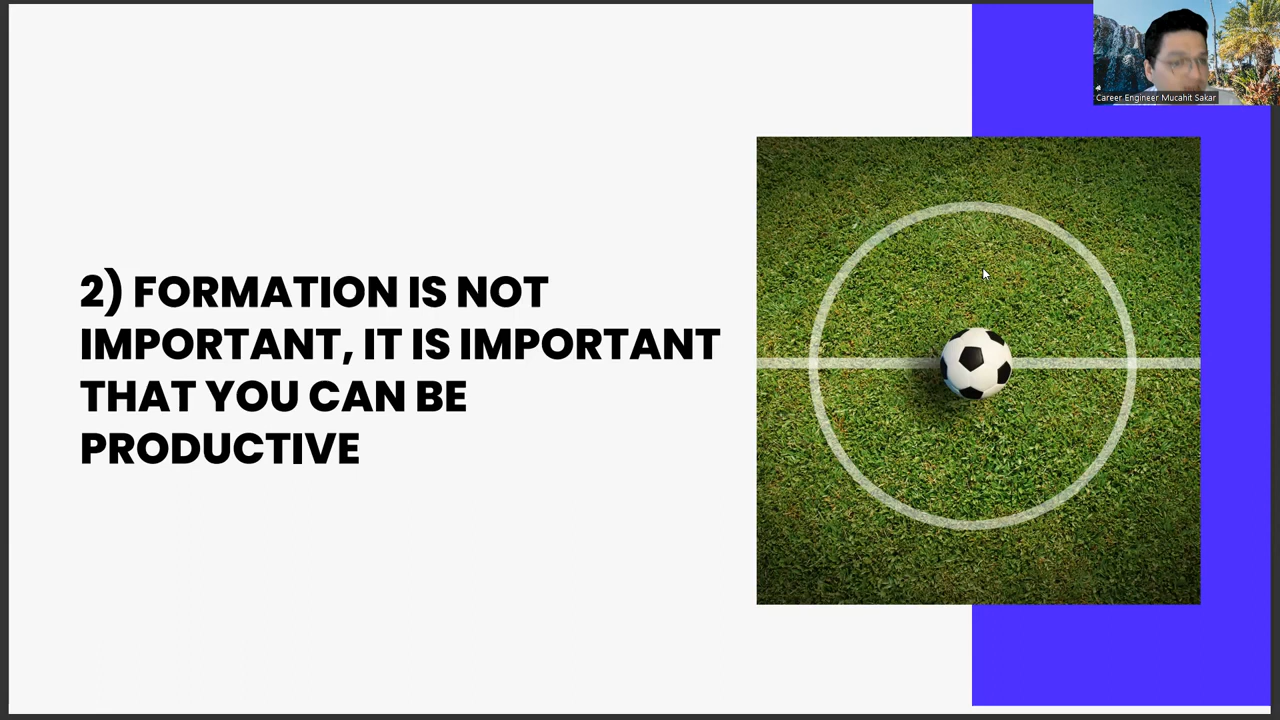 Career Engineer Mucahit Sakar
2) FORMATION IS NOT
IMPORTANT, IT IS IMPORTANT
THAT YOU CAN BE
PRODUCTIVE